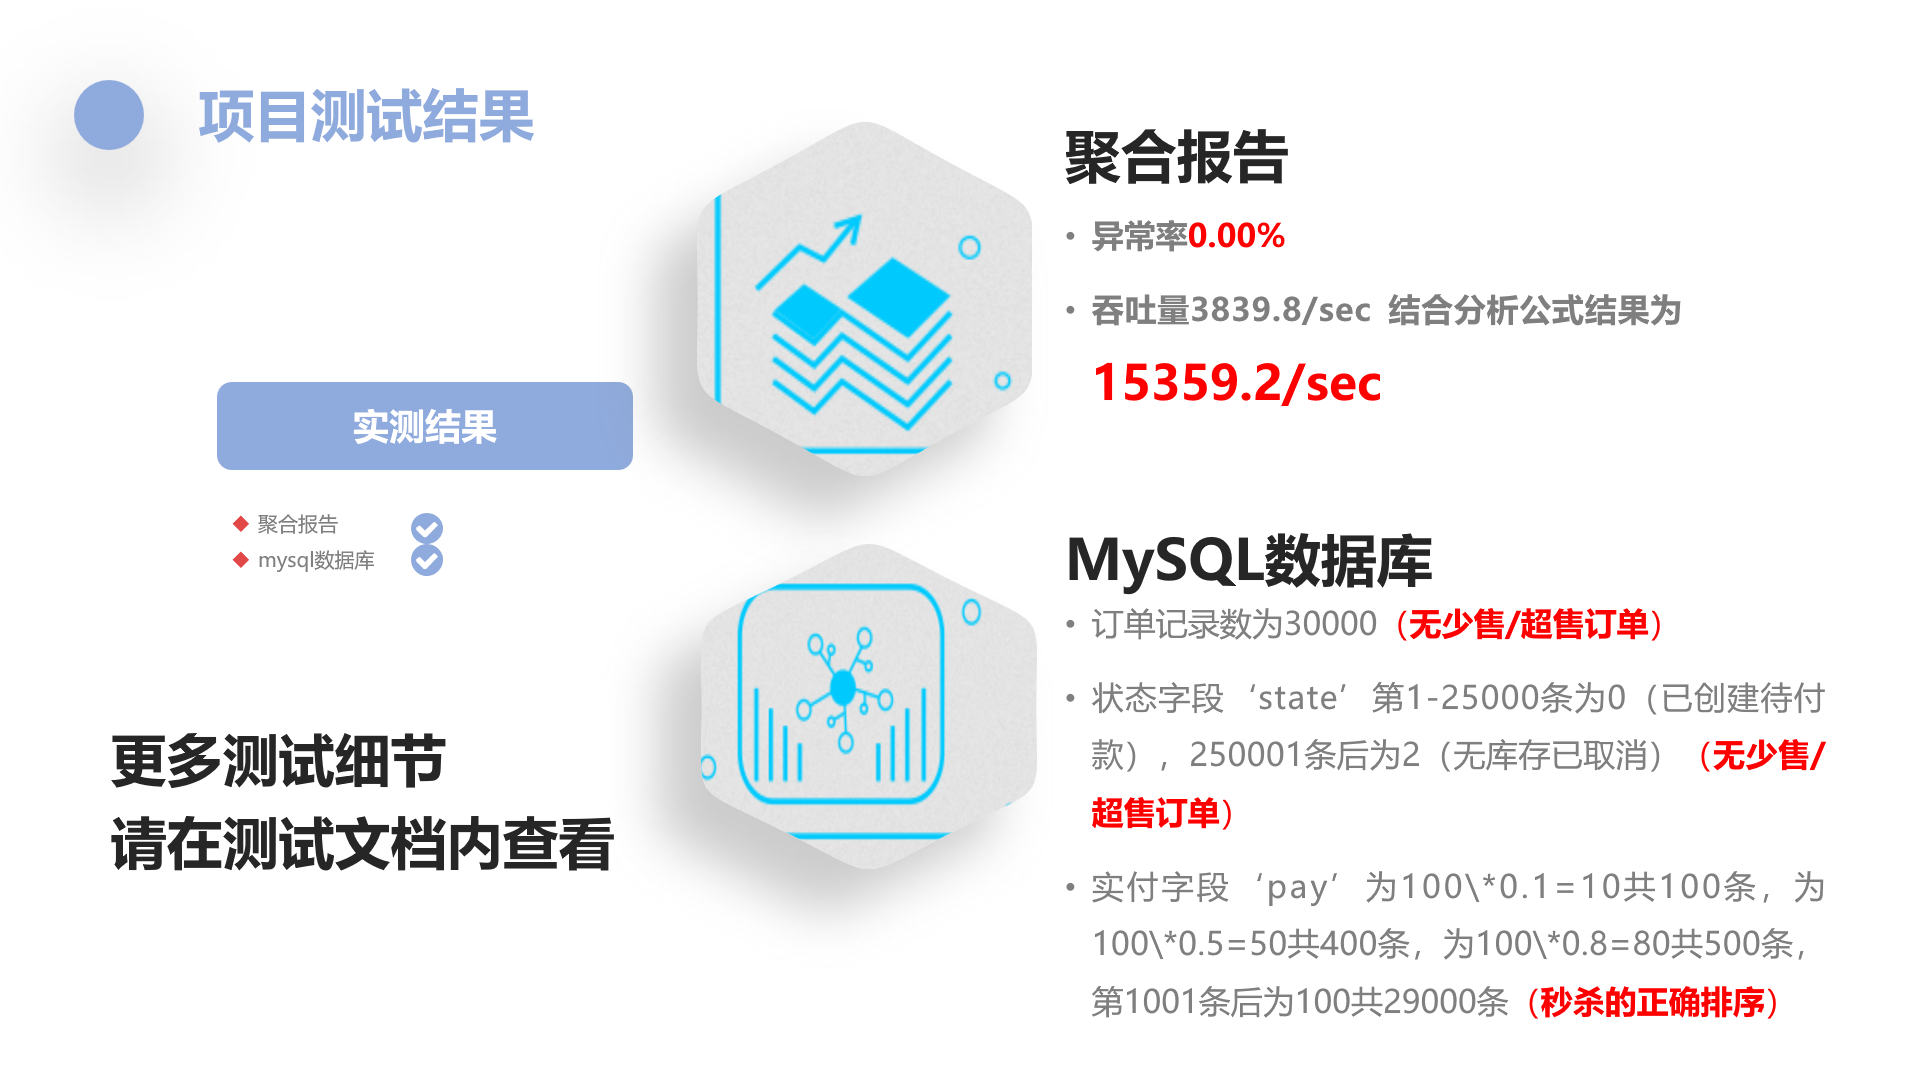 项目测试结果
实测结果
聚合报告
mysql数据库
更多测试细节
请在测试文档内查看
聚合报告
• 异常率0.00%
• 吞吐量3839.8/sec 结合分析公式结果为
15359.2/sec
MySQL数据库
• 订单记录数为30000（无少售/超售订单）
• 状态字段‘state’第1-25000条为0（已创建待付
款），250001条后为2（无库存已取消）（无少售/
超售订单）
• 实付字段‘pay’为100\*0.1=10共100条，为
100\*0.5=50共400条，为100\*0.8=80共500条，
第1001条后为100共29000条（秒杀的正确排序）